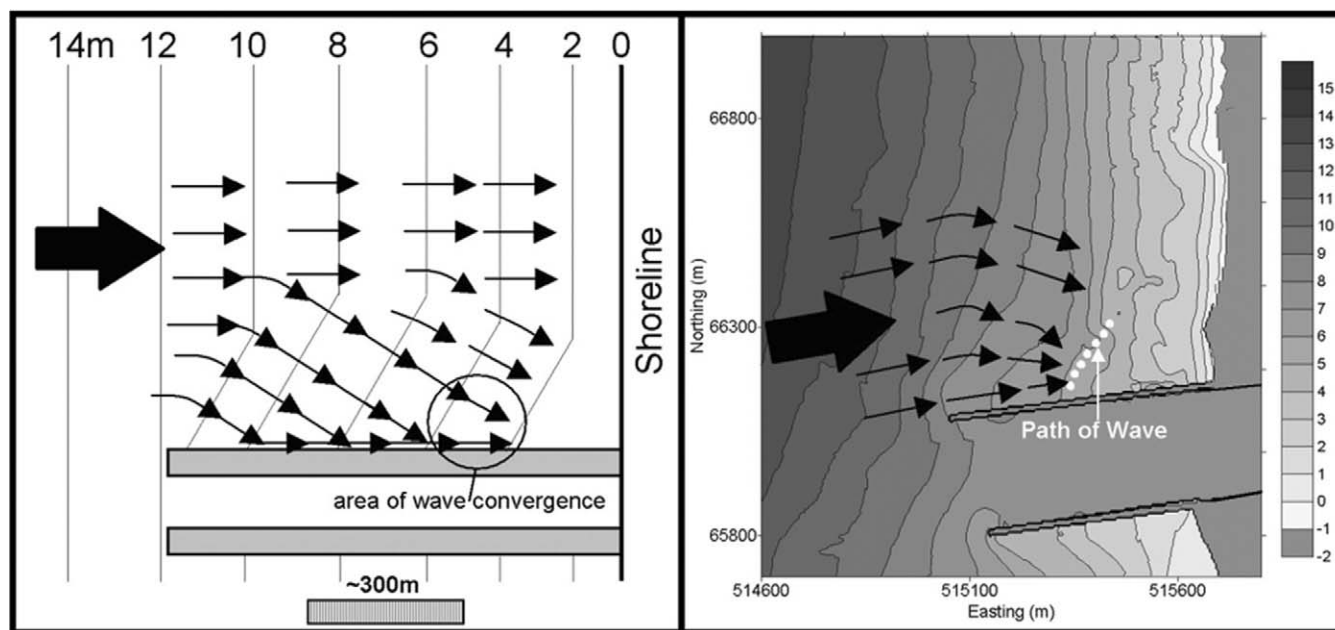 14m 12 10 8 6 4 2 0
Shoreline
area of wave convergence
~300m
66800
66300
65800
Northing (m)
514600 515100 515600
Easting (m)
Path of Wave
15
14
13
12
11
10
9
8
7
6
5
4
3
2
1
0
-1
-2